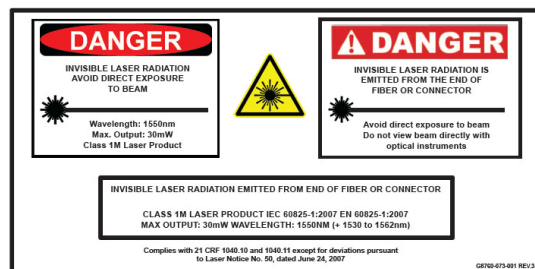 DANGER
INVISIBLE LASER RADIATION
AVOID DIRECT EXPOSURE
TO BEAM
Wavelength: 1550nm
Max. Output: 30mW
Class 1M Laser Product
DANGER
INVISIBLE LASER RADIATION IS
EMITTED FROM THE END OF
FIBER OR CONNECTOR
Avoid direct exposure to beam
Do not view beam directly with
optical instruments
INVISIBLE LASER RADIATION EMITTED FROM END OF FIBER OR CONNECTOR
CLASS 1M LASER PRODUCT IEC 60825-1:2007 EN 60825-1:2007
MAX OUTPUT: 30mW WAVELENGTH: 1550NM (+ 1530 to 1562nm)
Complies with 21 CRF 1040.10 and 1040.11 except for deviations pursuant
to Laser Notice No. 50, dated June 24, 2007
G8760-073-001 REV.3